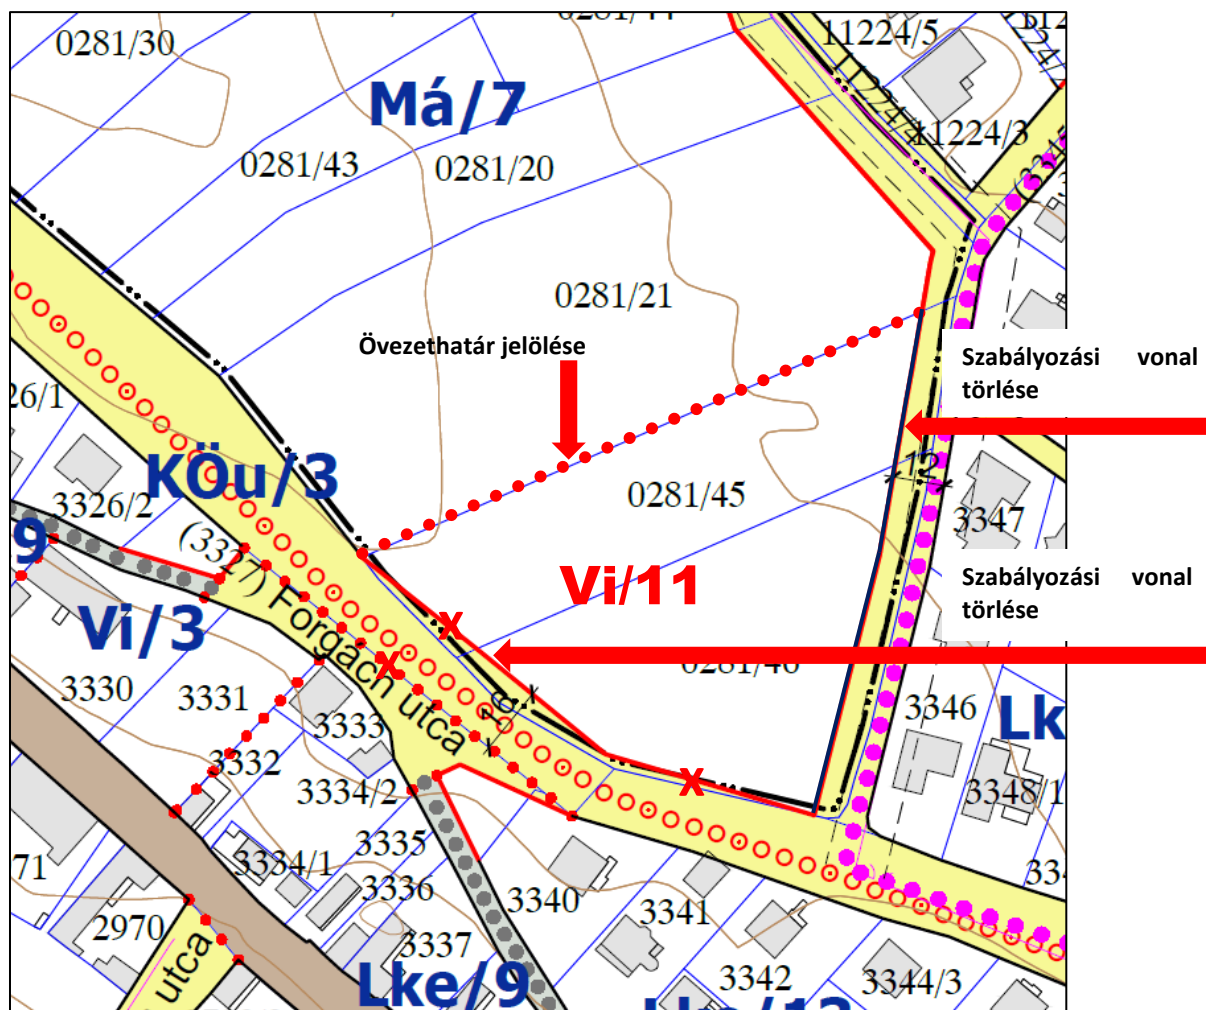 0281/30
11224/5
11224/4
11224/3
Má/7
0281/43
0281/20
0281/21
Övezethatár jelölése
Szabályozási vonal
törlése
26/1
KÖu/3
3326/2
0281/45
12
3347
9
(3327) Forgách utca
Vi/11
Szabályozási vonal
törlése
Vi/3
X
X
3330
3331
3333
3332
16
3346
Lk
X
3334/2
3348/1
3335
3334/1
71
3336
3340
3341
2970
3337
utca
Lke/9
3342
3344/3